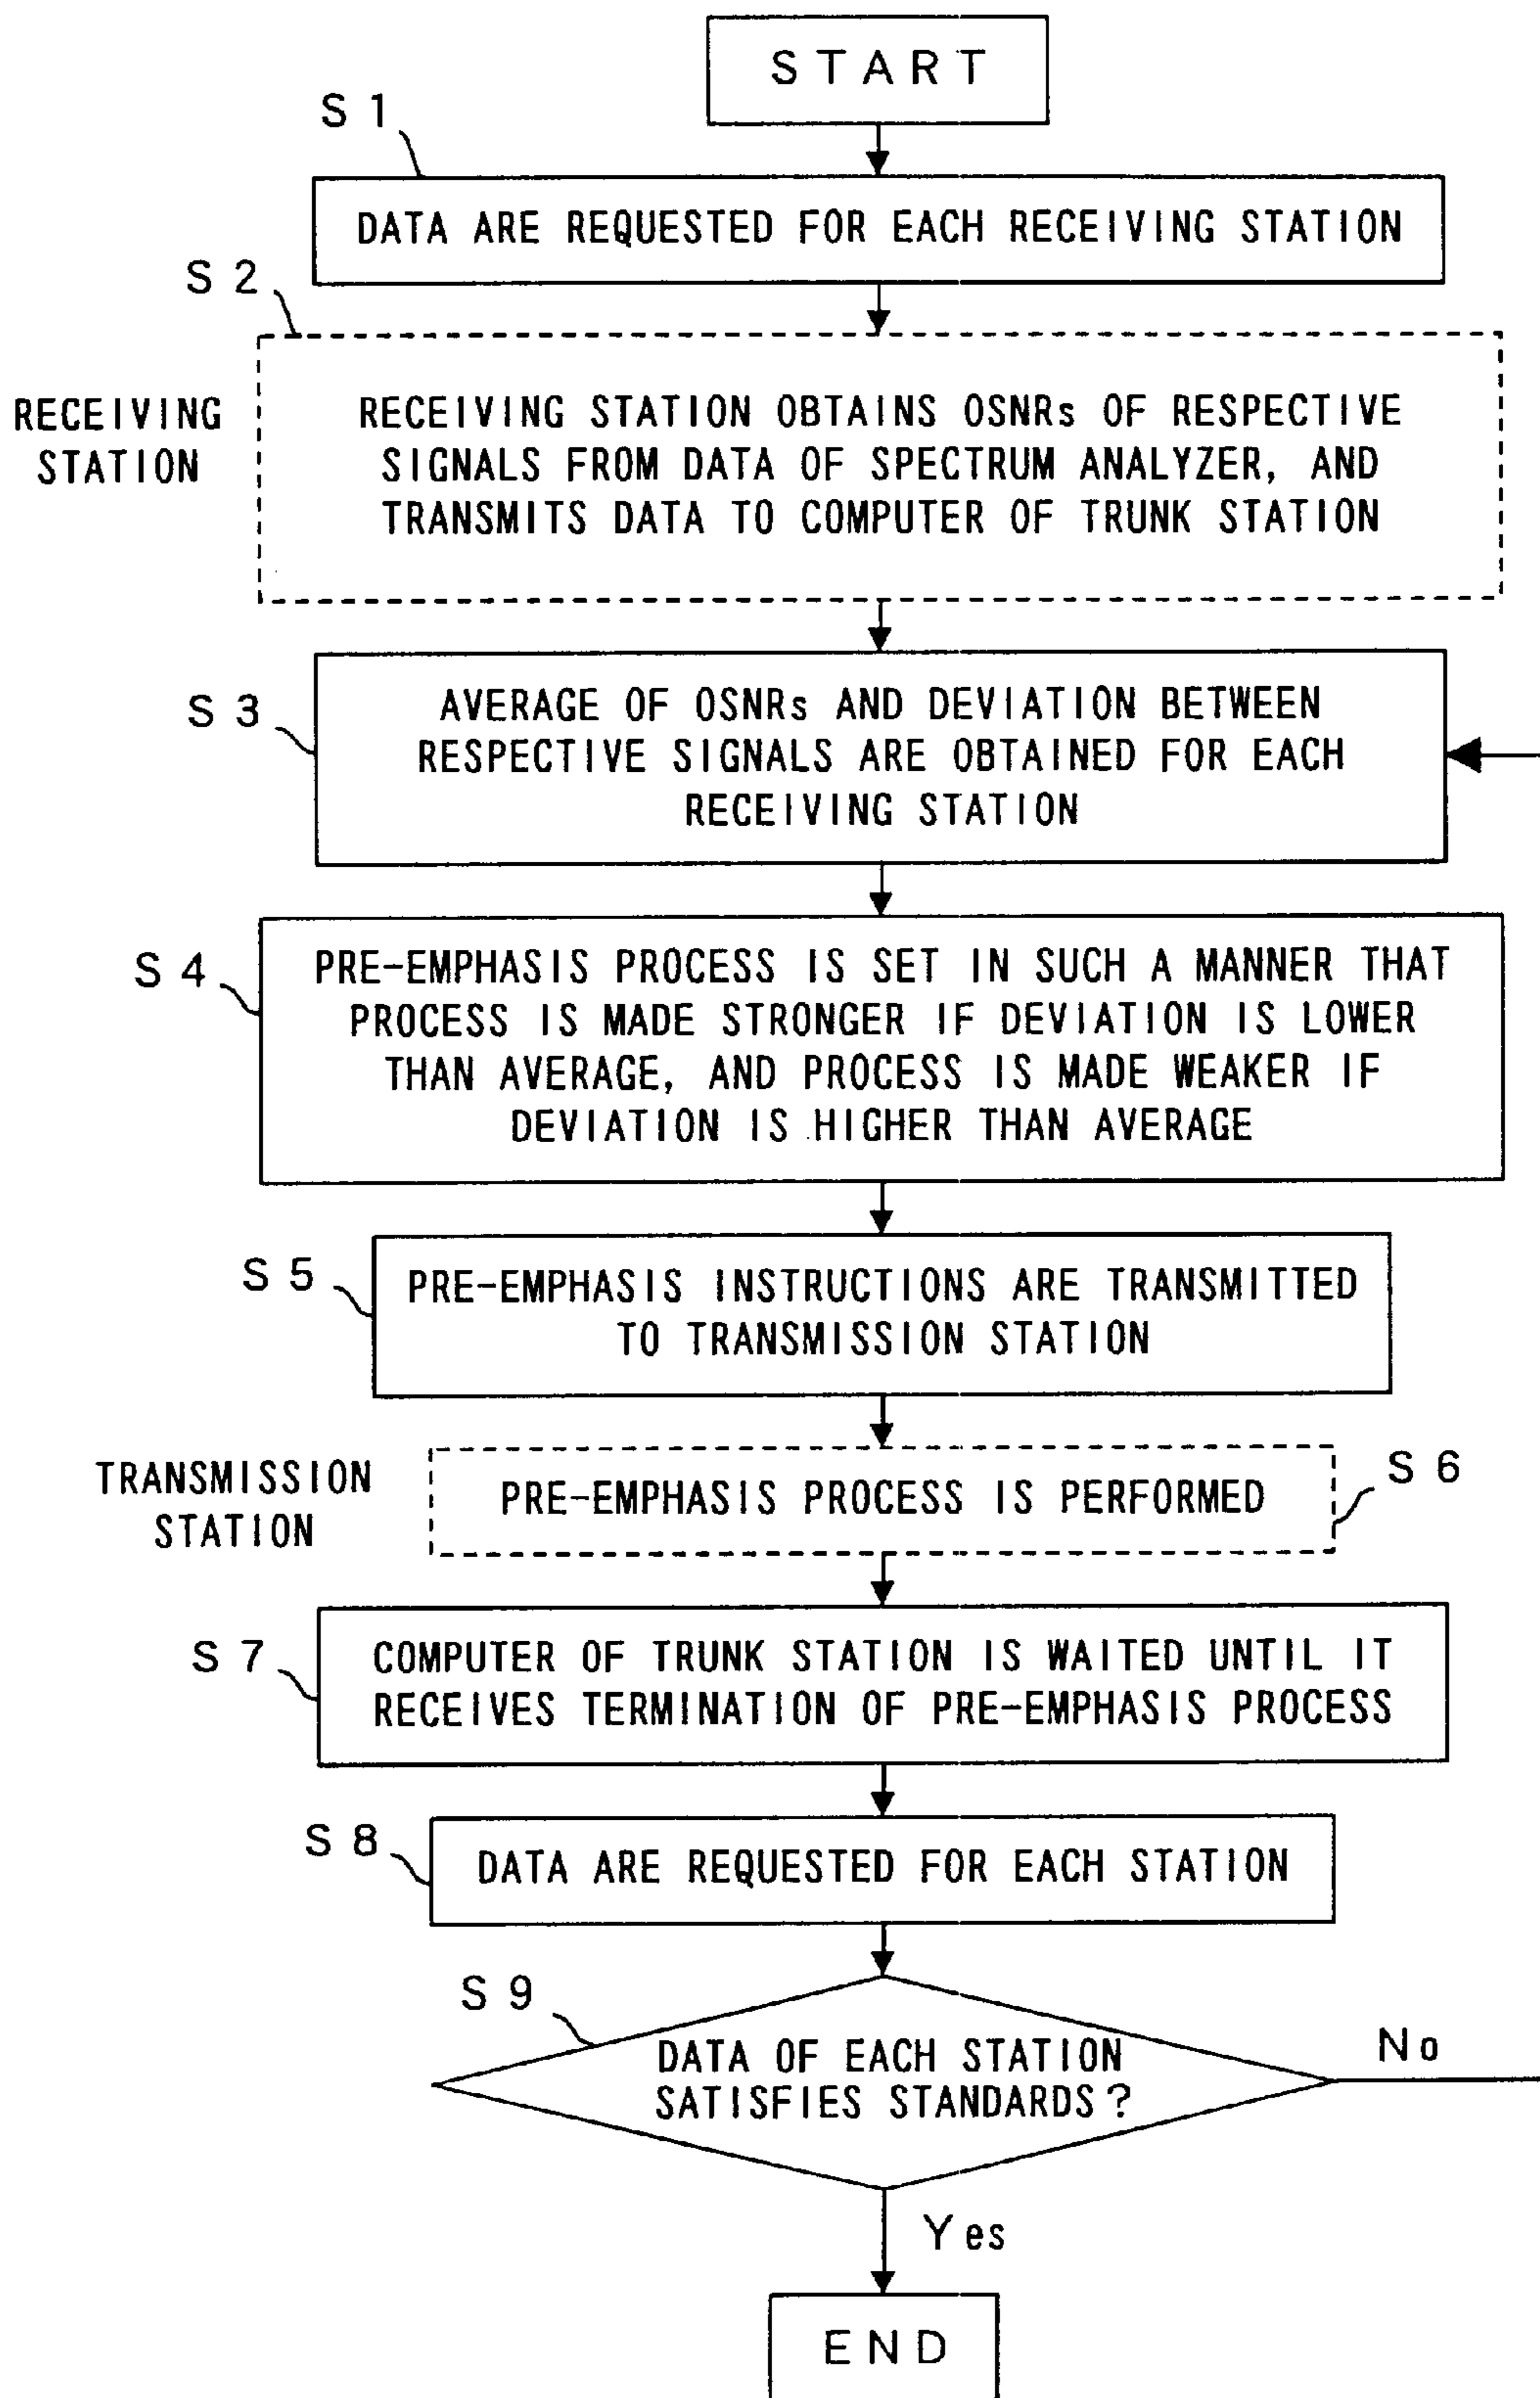 START
S 1
DATA ARE REQUESTED FOR EACH RECEIVING STATION
S 2
RECEIVING
STATION
RECEIVING STATION OBTAINS OSNRs OF RESPECTIVE
SIGNALS FROM DATA OF SPECTRUM ANALYZER, AND
TRANSMITS DATA TO COMPUTER OF TRUNK STATION
S 3
AVERAGE OF OSNRs AND DEVIATION BETWEEN
RESPECTIVE SIGNALS ARE OBTAINED FOR EACH
RECEIVING STATION
S 4
PRE-EMPHASIS PROCESS IS SET IN SUCH A MANNER THAT
PROCESS IS MADE STRONGER IF DEVIATION IS LOWER
THAN AVERAGE, AND PROCESS IS MADE WEAKER IF
DEVIATION IS HIGHER THAN AVERAGE
S 5
PRE-EMPHASIS INSTRUCTIONS ARE TRANSMITTED
TO TRANSMISSION STATION
TRANSMISSION
STATION
PRE-EMPHASIS PROCESS IS PERFORMED
S 6
S 7
COMPUTER OF TRUNK STATION IS WAITED UNTIL IT
RECEIVES TERMINATION OF PRE-EMPHASIS PROCESS
S 8
DATA ARE REQUESTED FOR EACH STATION
S 9
DATA OF EACH STATION
SATISFIES STANDARDS?
No
Yes
END